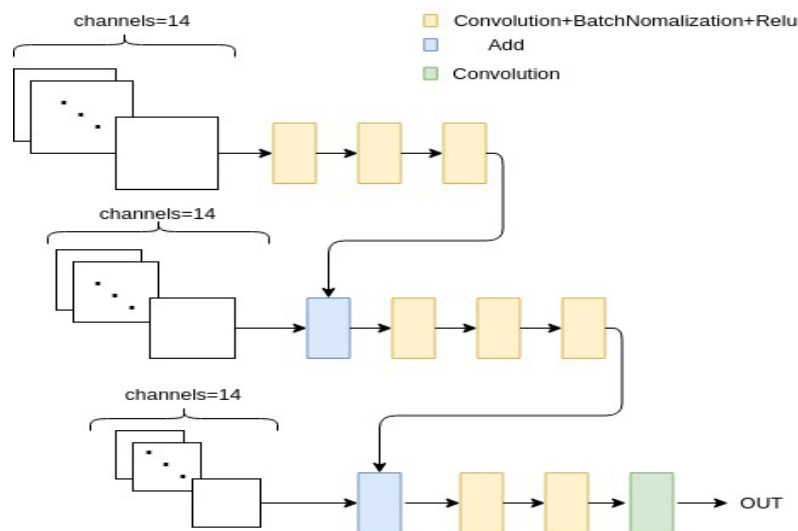 channels=14
Convolution+BatchNomalization+Relu
Add
Convolution
channels=14
channels=14
OUT